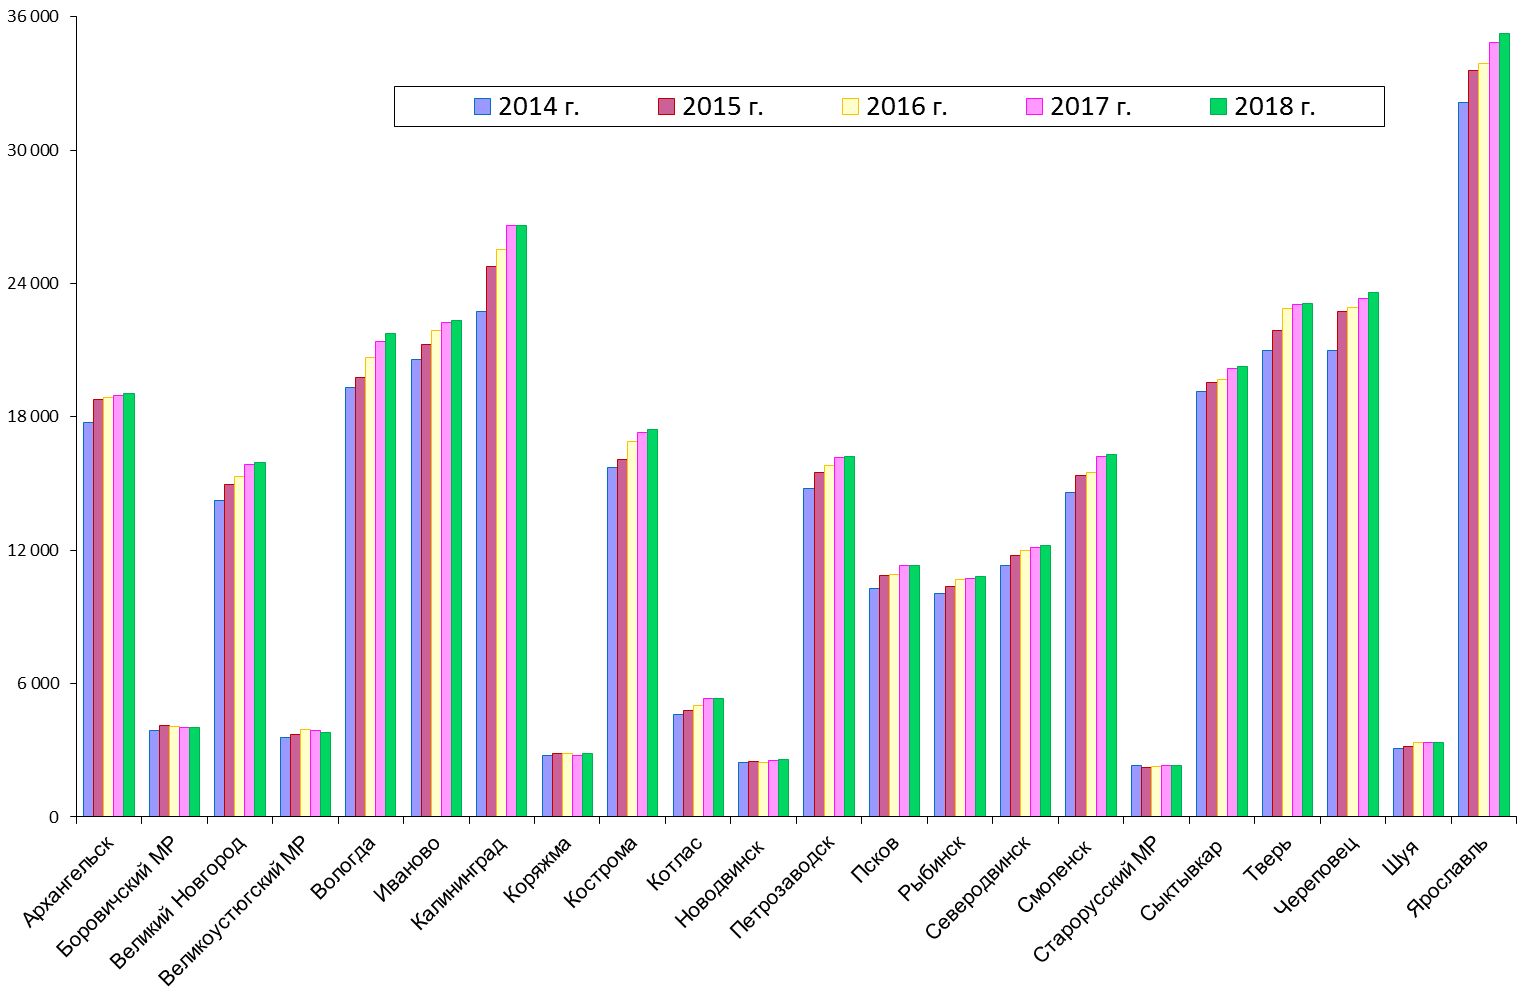 36 000
2014 г. 2015 г. 2016 г. 2017 г. 2018 г.
30 000
24 000
18 000
12 000
6 000
0
Архангельск
Боровичский МР
Великий Новгород
Великоустюгский МР
Вологда
Иваново
Калининград
Коряжма
Кострома
Котлас
Новодвинск
Петрозаводск
Псков
Рыбинск
Северодвинск
Смоленск
Старорусский МР
Сыктывкар
Тверь
Череповец
Шуя
Ярославль